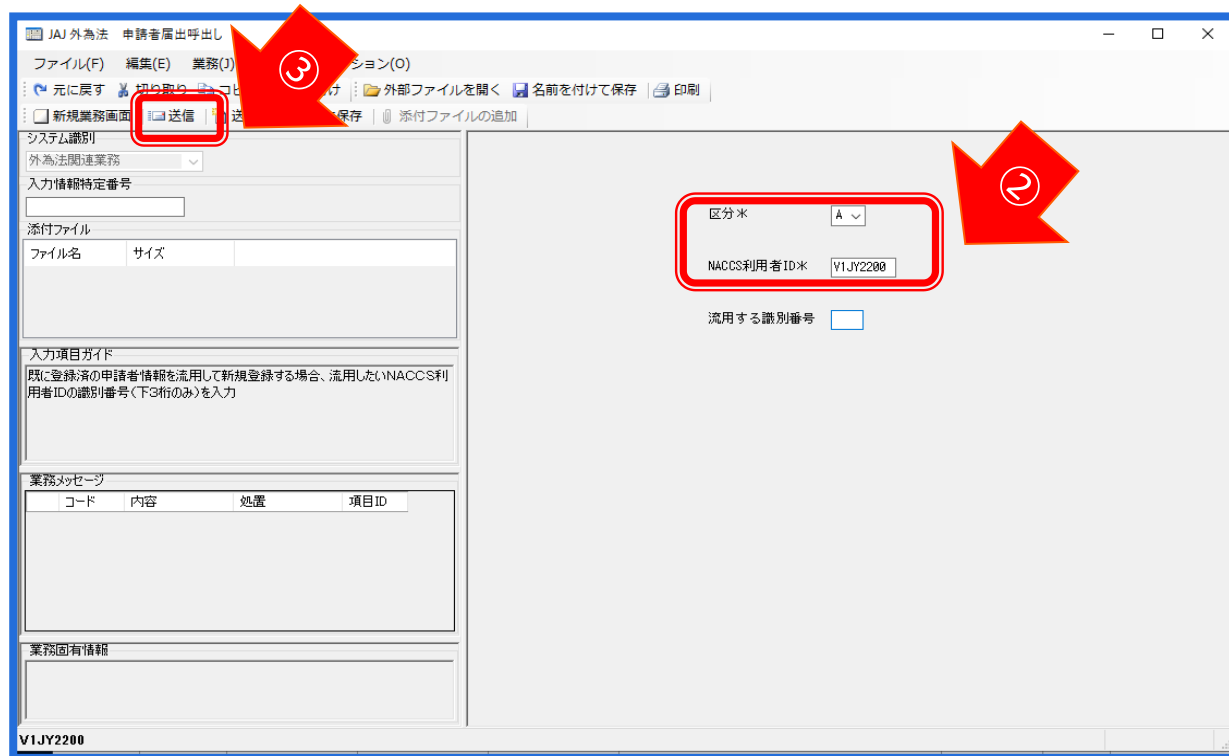 JAJ 外為法 申請者届出呼出し
ファイル(F) 編集(E) 業務(J) ション(O)
元に戻す 切り取り コピ 外部ファイルを開く 名前を付けて保存 印刷
新規業務画面 送信 送 保存 添付ファイルの追加
③
②
システム識別
外為法関連業務
入力情報特定番号
添付ファイル
ファイル名 サイズ
入力項目ガイド
既に登録済の申請者情報を流用して新規登録する場合、流用したいNACCS利
用者IDの識別番号(下3桁のみ)を入力
業務メッセージ
コード 内容 処置 項目ID
業務固有情報
区分* A
NACCS利用者ID* V1JY2200
流用する識別番号
V1JY2200